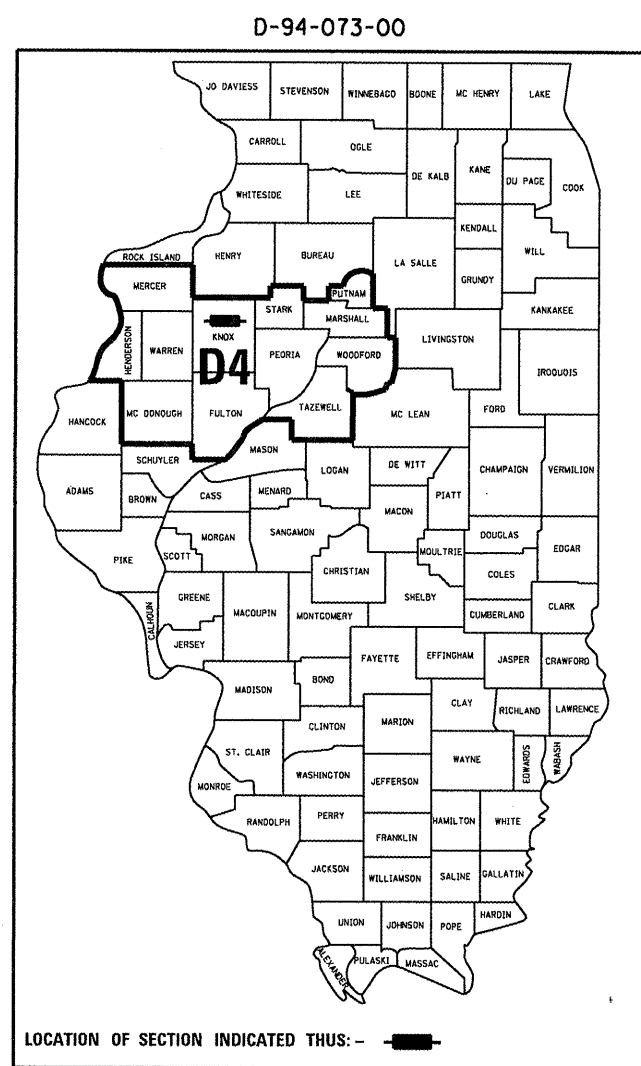 D-94-073-00
JO DAVIESS
STEVENSON
WINNEBAGO
BOONE
MC HENRY
LAKE
CARROLL
OGLE
DE KALB
KANE
DU PAGE
COOK
WHITESIDE
LEE
KENDALL
WILL
ROCK ISLAND
HENRY
BUREAU
LA SALLE
GRUNDY
MERCER
PUTNAM
KANKAKEE
STARK
MARSHALL
KNOX
LIVINGSTON
HENDERSON
WARREN
PEORIA
WOODFORD
IROQUOIS
D4
HANCOCK
MC DONOUGH
FULTON
TAZEWELL
MC LEAN
FORD
SCHUYLER
MASON
LOGAN
DE WITT
CHAMPAIGN
VERMILION
ADAMS
BROWN
CASS
MENARD
MACON
PIATT
PIKE
SCOTT
MORGAN
SANGAMON
MOULTRIE
DOUGLAS
EDGAR
CHRISTIAN
COLES
CALHOUN
GREENE
MACOUPIN
MONTGOMERY
SHELBY
CUMBERLAND
CLARK
JERSEY
FAYETTE
EFFINGHAM
JASPER
CRAWFORD
MADISON
BOND
CLAY
RICHLAND
LAWRENCE
CLINTON
MARION
ST. CLAIR
WAYNE
EDWARDS
WABASH
WASHINGTON
JEFFERSON
MONROE
RANDOLPH
PERRY
HAMILTON
WHITE
FRANKLIN
JACKSON
WILLIAMSON
SALINE
GALLATIN
UNION
JOHNSON
POPE
HARDIN
ALEXANDER
PULASKI
MASSAC
LOCATION OF SECTION INDICATED THUS: -